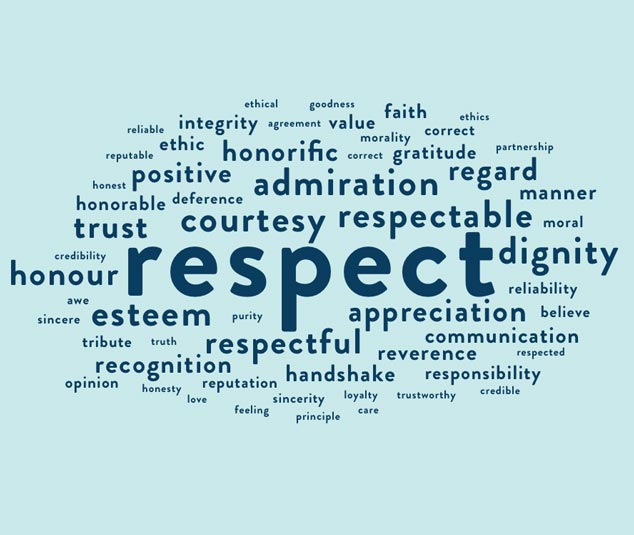 ethical goodness
faith
reliable integrity agreement value ethics
correct
morality
ethic honorific correct gratitude partnership
reputable
positive admiration regard
honest
honorable deference manner
trust courtesy respectable moral
credibility respect dignity
honour
reliability
awe
sincere esteem purity appreciation believe
tribute truth respectful communication
reverence respected
recognition handshake responsibility
opinion honesty reputation
love sincerity loyalty trustworthy credible
feeling principle care